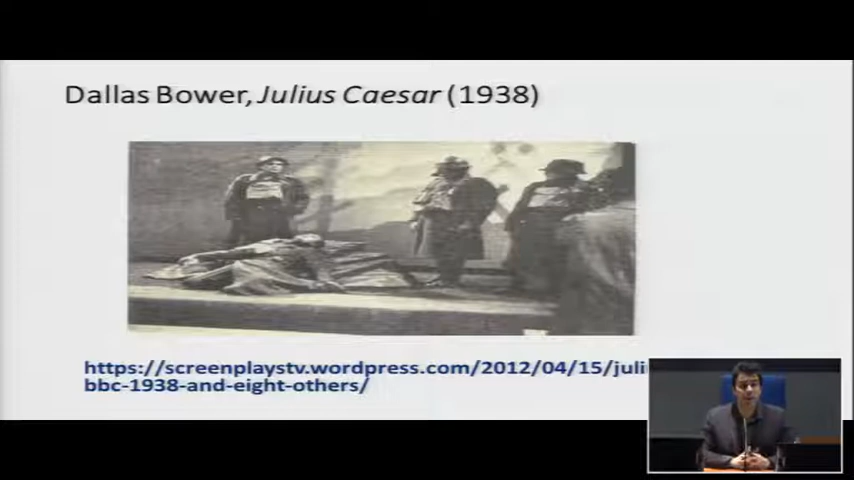 Dallas Bower, Julius Caesar (1938)
https://screenplaystv.wordpress.com/2012/04/15/juli
bbc-1938-and-eight-others/